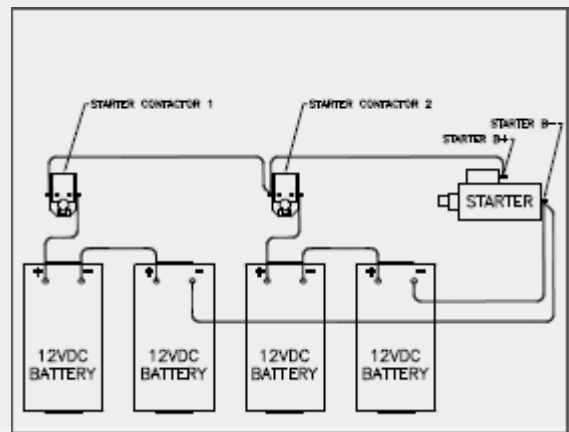 STARTER CONTACTOR 1
STARTER CONTACTOR 2
STARTER B-
STARTER B+
STARTER
+ -
+ -
+ -
+ -
12VDC
BATTERY
12VDC
BATTERY
12VDC
BATTERY
12VDC
BATTERY